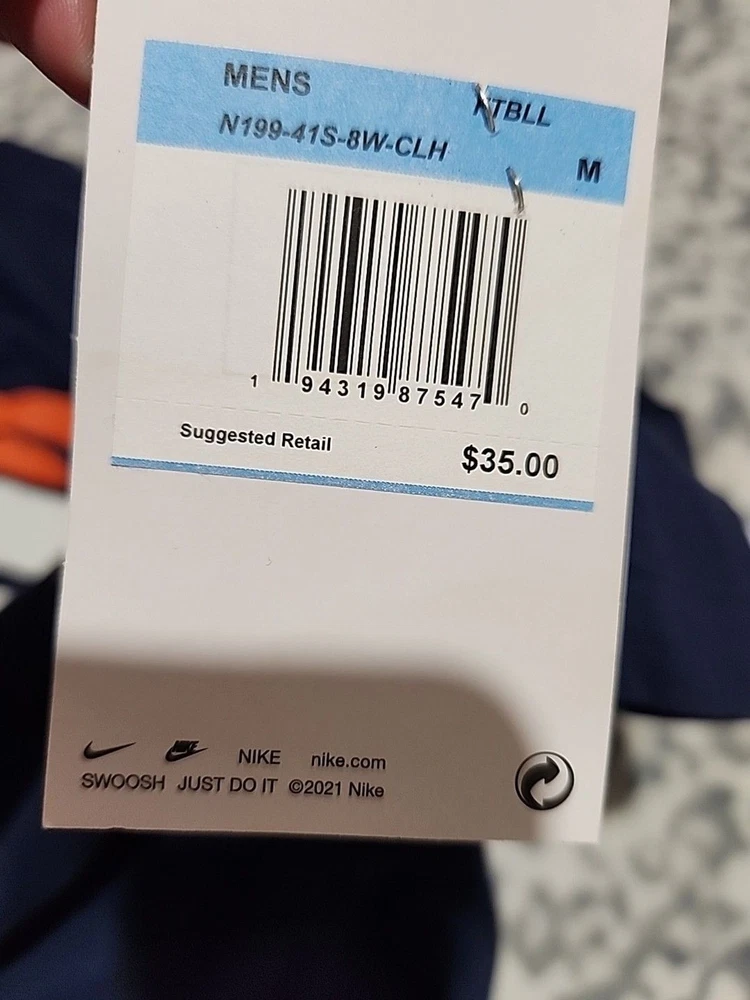 MENS
FTBLL
N199-41S-8W-CLH
M
1 94319 87547 0
Suggested Retail
$35.00
NIKE nike.com
SWOOSH JUST DO IT ©2021 Nike